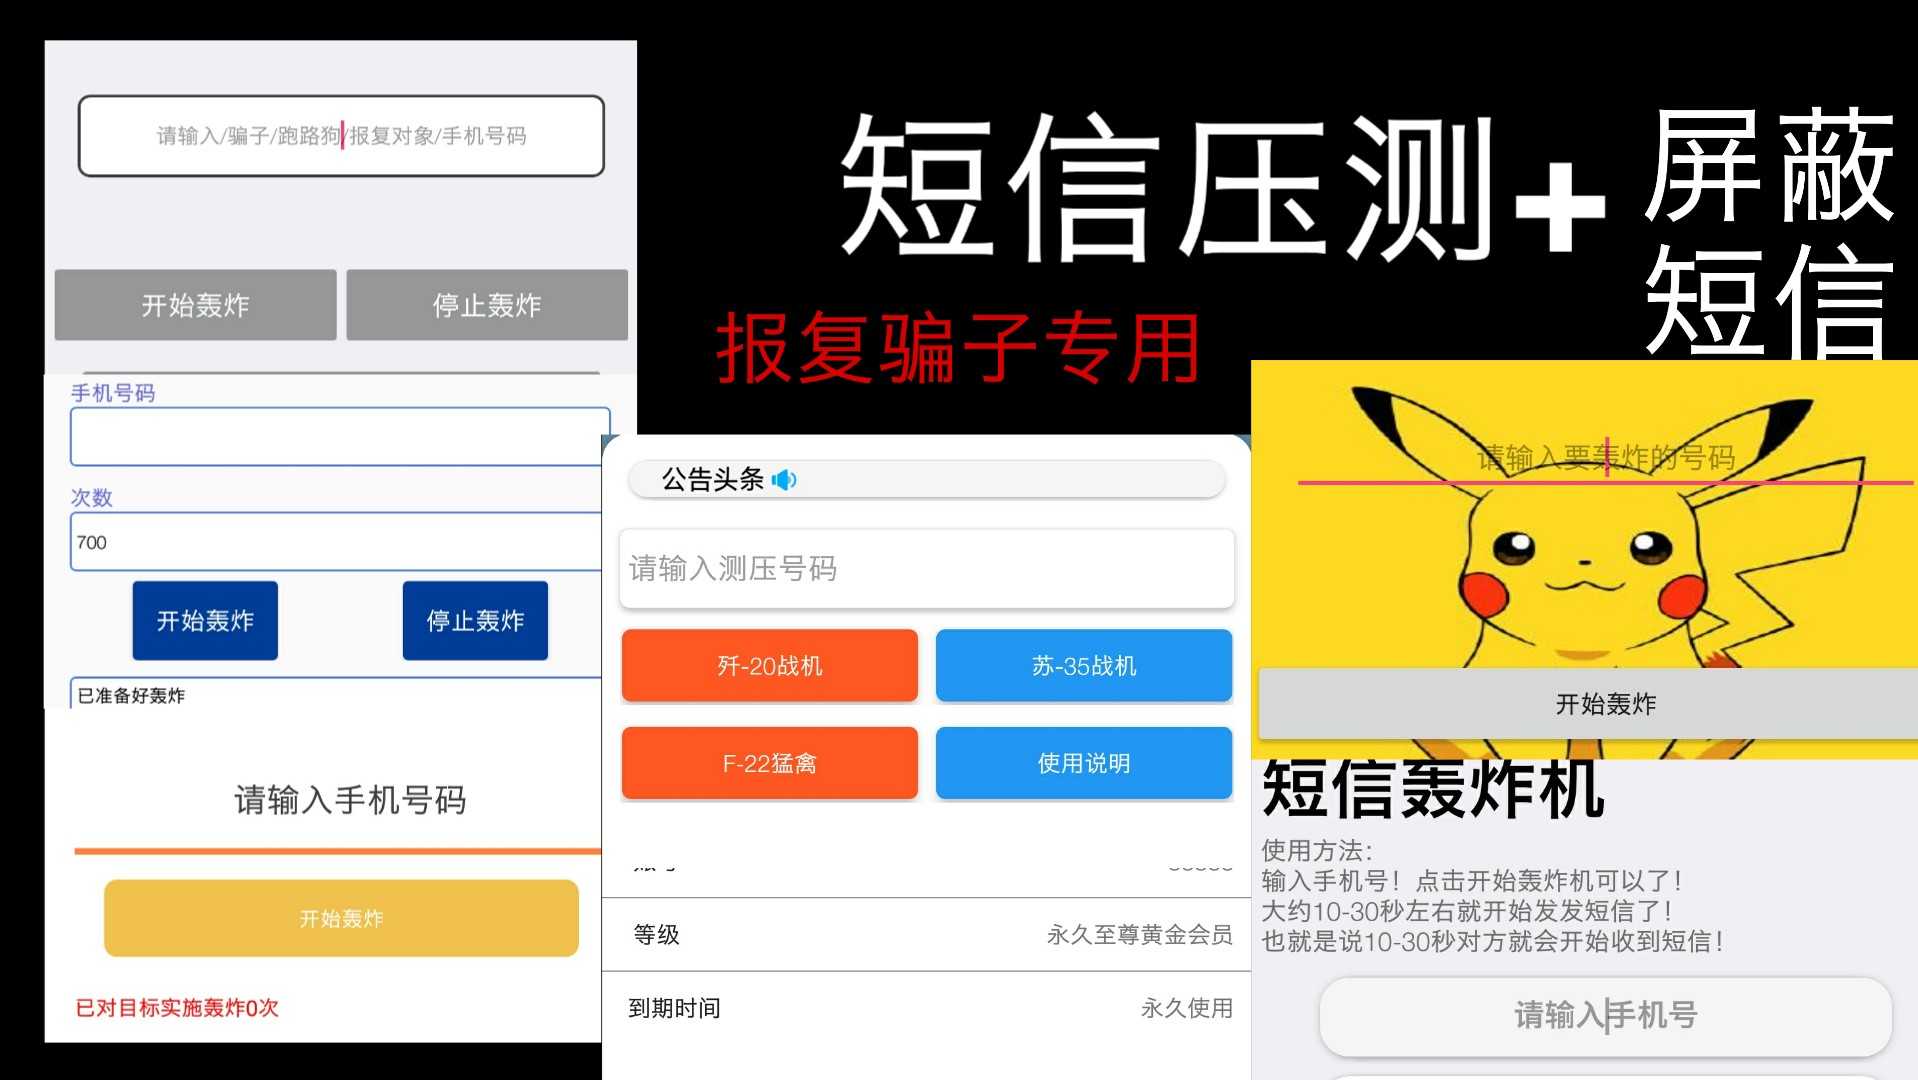 短信压测+屏蔽短信
报复骗子专用
请输入/骗子/跑路狗/报复对象/手机号码
开始轰炸
停止轰炸
手机号码
次数
700
开始轰炸
停止轰炸
已准备好轰炸
请输入手机号码
开始轰炸
已对目标实施轰炸0次
公告头条
请输入测压号码
歼-20战机
苏-35战机
F-22猛禽
使用说明
等级
永久至尊黄金会员
到期时间
永久使用
请输入要轰炸的号码
开始轰炸
短信轰炸机
使用方法：
输入手机号！点击开始轰炸机可以了！
大约10-30秒左右就开始发发短信了！
也就是说10-30秒对方就会开始收到短信！
请输入手机号